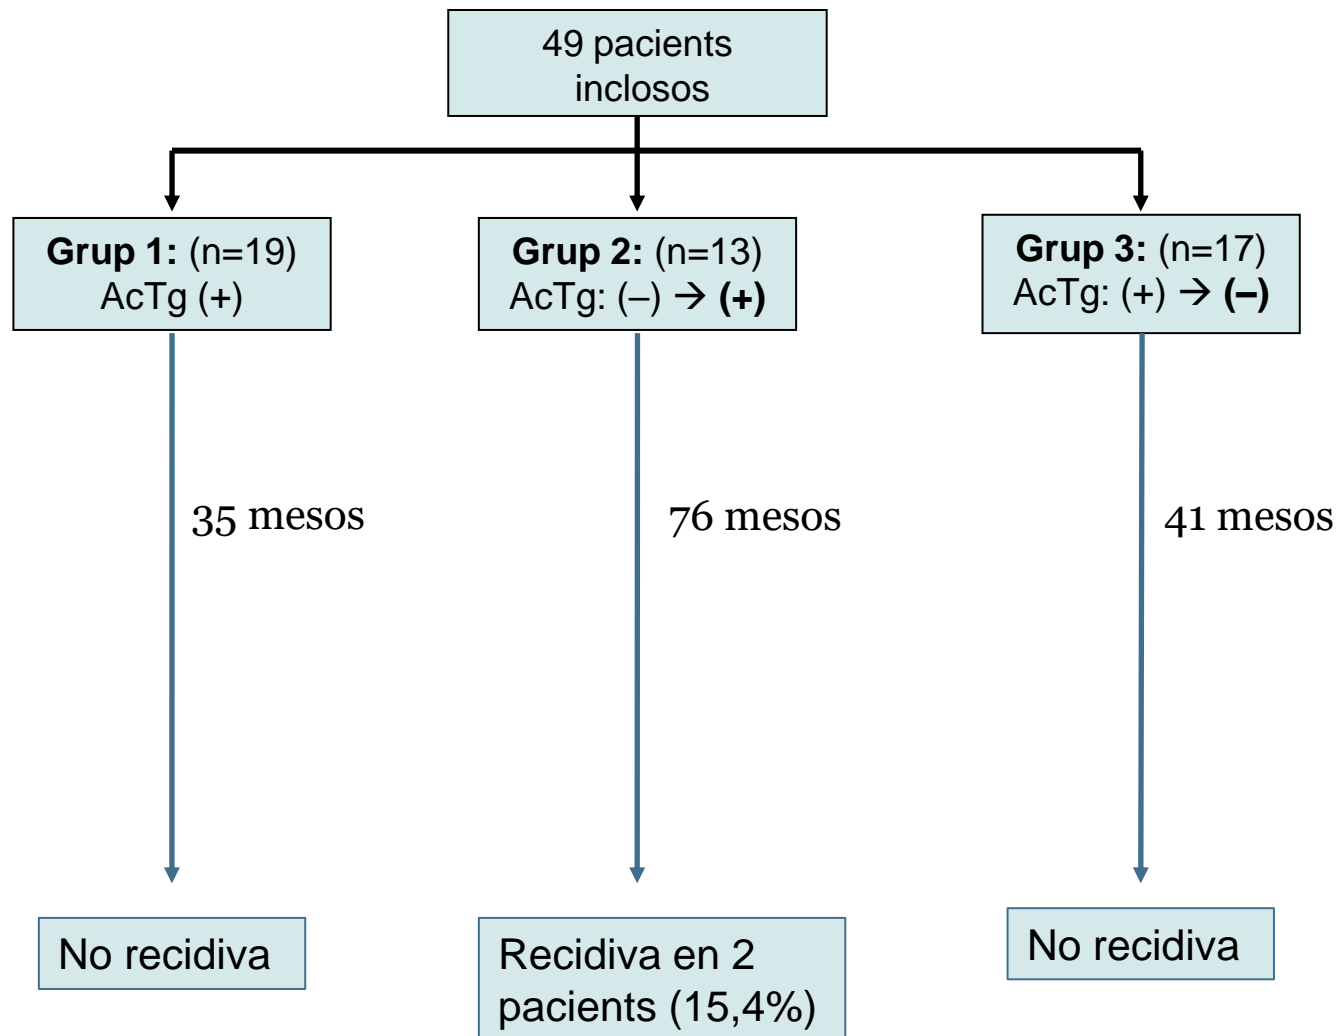 49 pacients
inclosos
Grup 1: (n=19)
AcTg (+)
Grup 2: (n=13)
AcTg: (–) → (+)
Grup 3: (n=17)
AcTg: (+) → (–)
35 mesos
76 mesos
41 mesos
No recidiva
Recidiva en 2
pacients (15,4%)
No recidiva